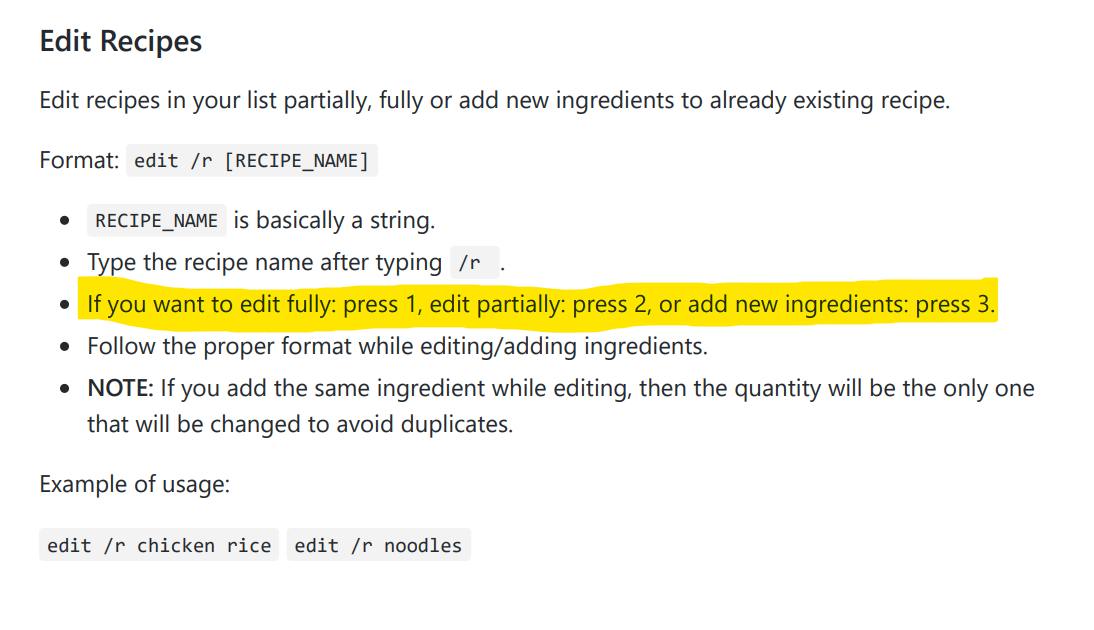 Edit Recipes
Edit recipes in your list partially, fully or add new ingredients to already existing recipe.
Format: edit /r [RECIPE_NAME]
• RECIPE_NAME is basically a string.
• Type the recipe name after typing /r .
• If you want to edit fully: press 1, edit partially: press 2, or add new ingredients: press 3.
• Follow the proper format while editing/adding ingredients.
• NOTE: If you add the same ingredient while editing, then the quantity will be the only one
that will be changed to avoid duplicates.
Example of usage:
edit /r chicken rice edit /r noodles